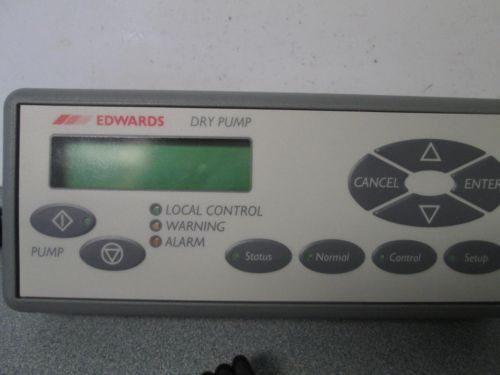 EDWARDS DRY PUMP
CANCEL ENTER
LOCAL CONTROL
WARNING
ALARM
PUMP
Status Normal Control Setup